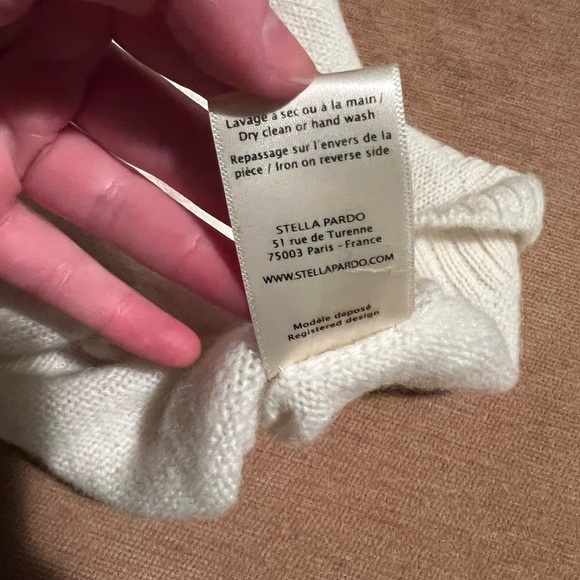 Lavage à sec ou à la main /
Dry clean or hand wash
Repassage sur l'envers de la
pièce / Iron on reverse side
STELLA PARDO
51 rue de Turenne
75003 Paris - France
WWW.STELLAPARDO.COM
Modèle déposé
Registered design